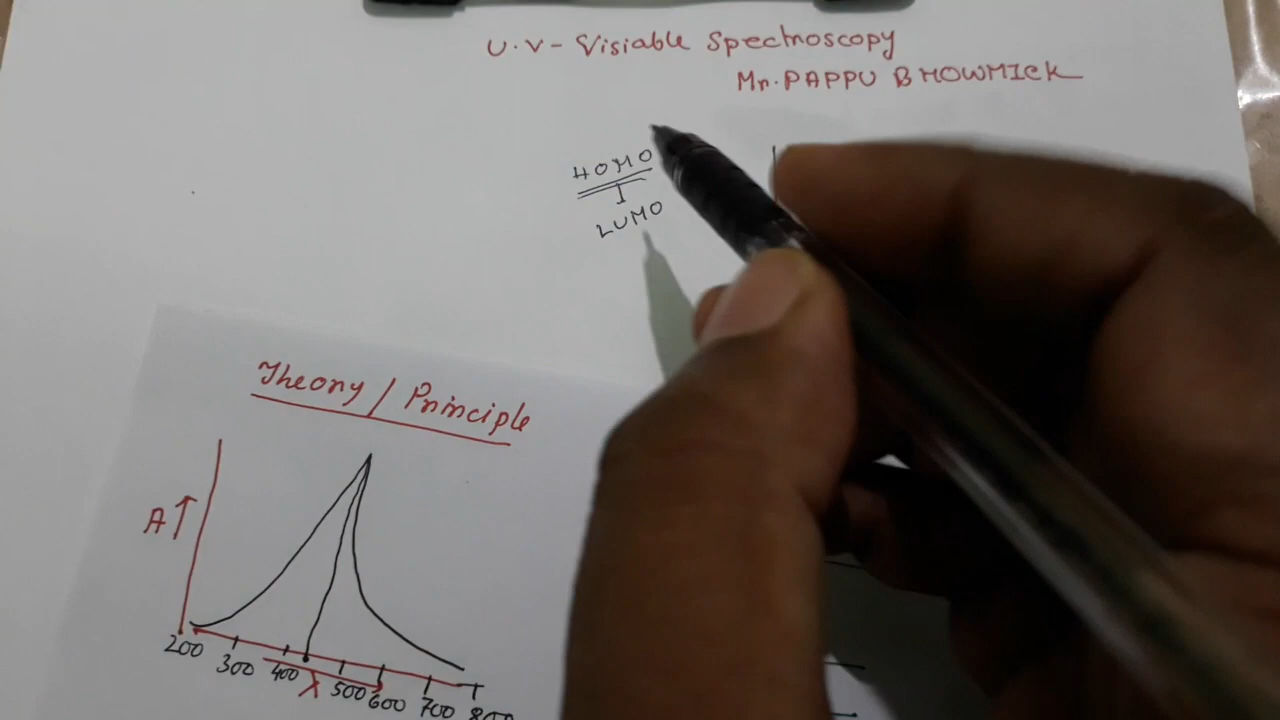 U.V- Visiable Spectroscopy
Mr. PAPPU BHOWMICK
HOMO
LUMO
Theory / Principle
A↑
200 300 400 500 600 700
λ